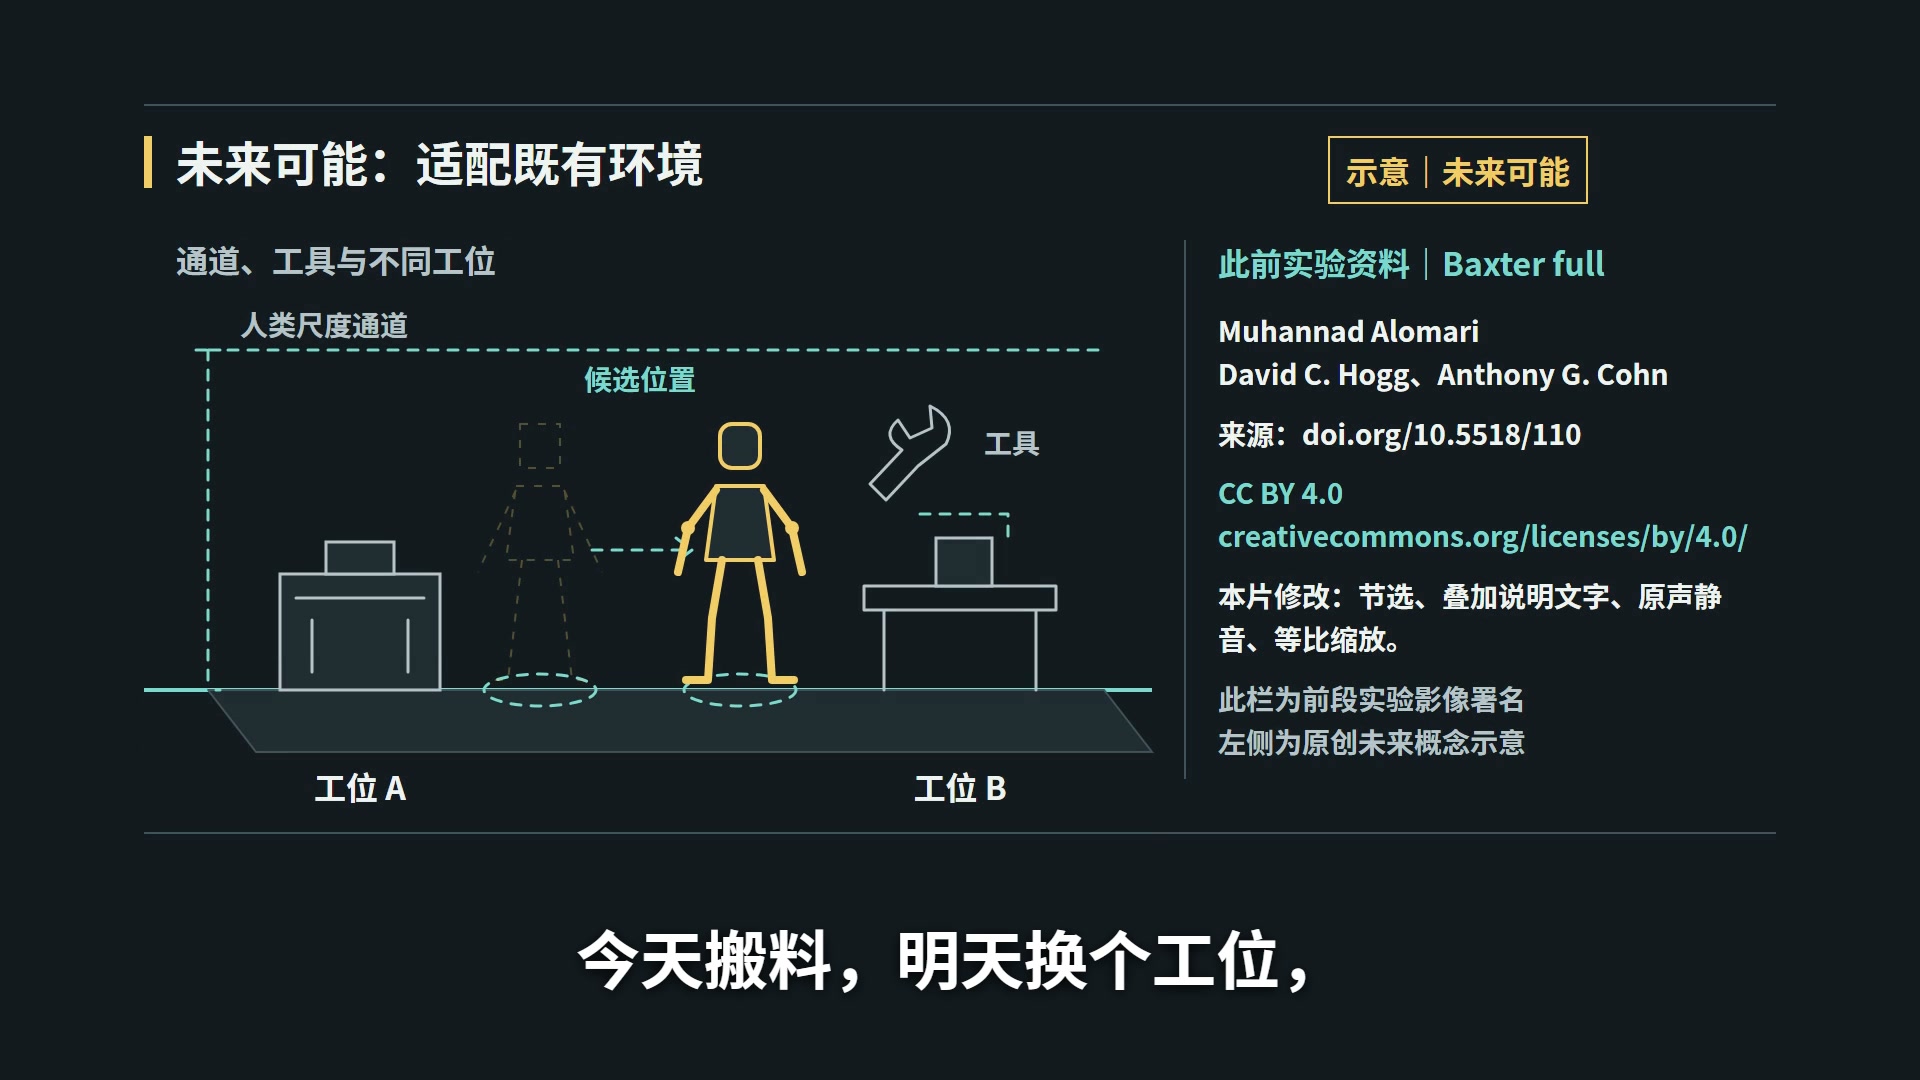 未来可能：适配既有环境
示意｜未来可能
通道、工具与不同工位
人类尺度通道
候选位置
工具
工位 A
工位 B
此前实验资料｜Baxter full
Muhannad Alomari
David C. Hogg、Anthony G. Cohn
来源：doi.org/10.5518/110
CC BY 4.0
creativecommons.org/licenses/by/4.0/
本片修改：节选、叠加说明文字、原声静
音、等比缩放。
此栏为前段实验影像署名
左侧为原创未来概念示意
今天搬料，明天换个工位，